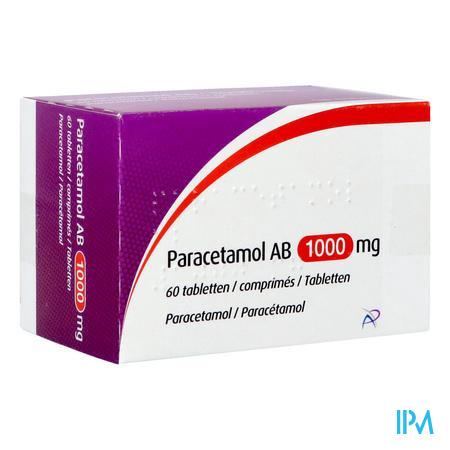 Paracetamol AB 1000 mg
60 tabletten / comprimés / Tabletten
Paracetamol / Paracétamol
Paracetamol AB 1000 mg
60 tabletten / comprimés / Tabletten
Paracetamol / Paracétamol
IPM